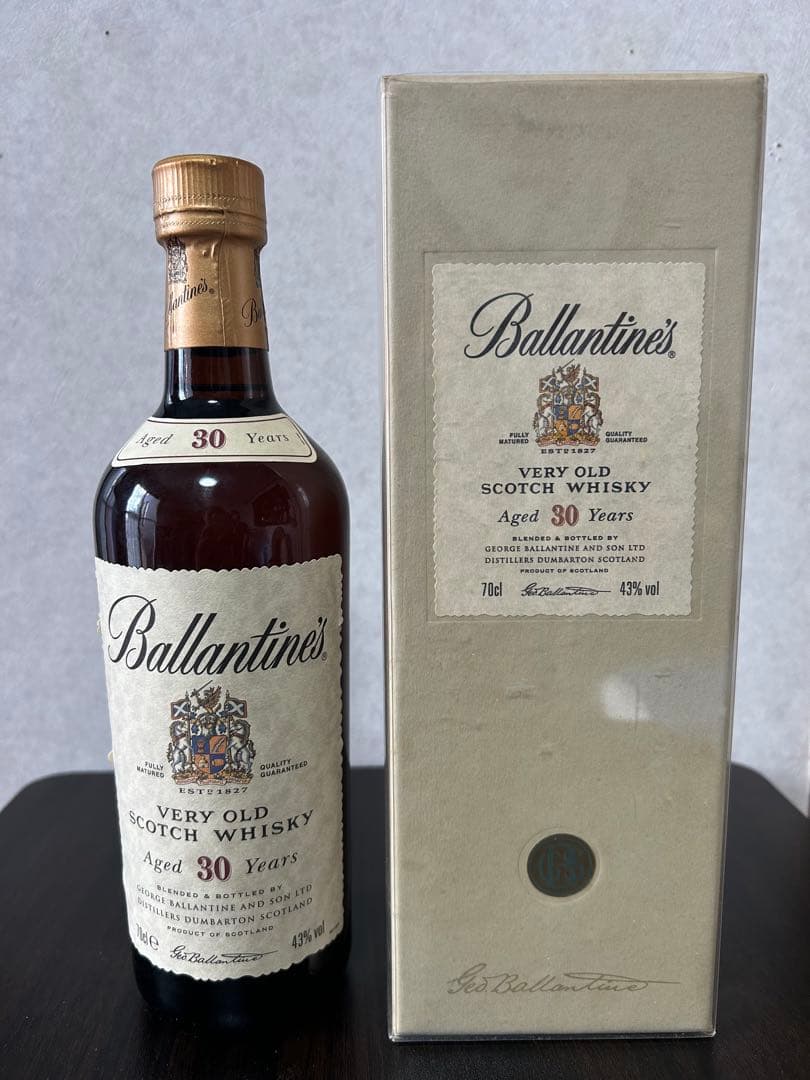 antine's
Aged 30 Years
Ballantine's®
FULLY MATURED
QUALITY GUARANTEED
ESTD 1827
VERY OLD
SCOTCH WHISKY
Aged 30 Years
BLENDED & BOTTLED BY
GEORGE BALLANTINE AND SON LTD
DISTILLERS DUMBARTON SCOTLAND
PRODUCT OF SCOTLAND
70cl e Geo Ballantine 43% vol
Ballantine's®
FULLY MATURED
QUALITY GUARANTEED
ESTD 1827
VERY OLD
SCOTCH WHISKY
Aged 30 Years
BLENDED & BOTTLED BY
GEORGE BALLANTINE AND SON LTD
DISTILLERS DUMBARTON SCOTLAND
PRODUCT OF SCOTLAND
70cl Geo Ballantine 43% vol
Geo. Ballantine